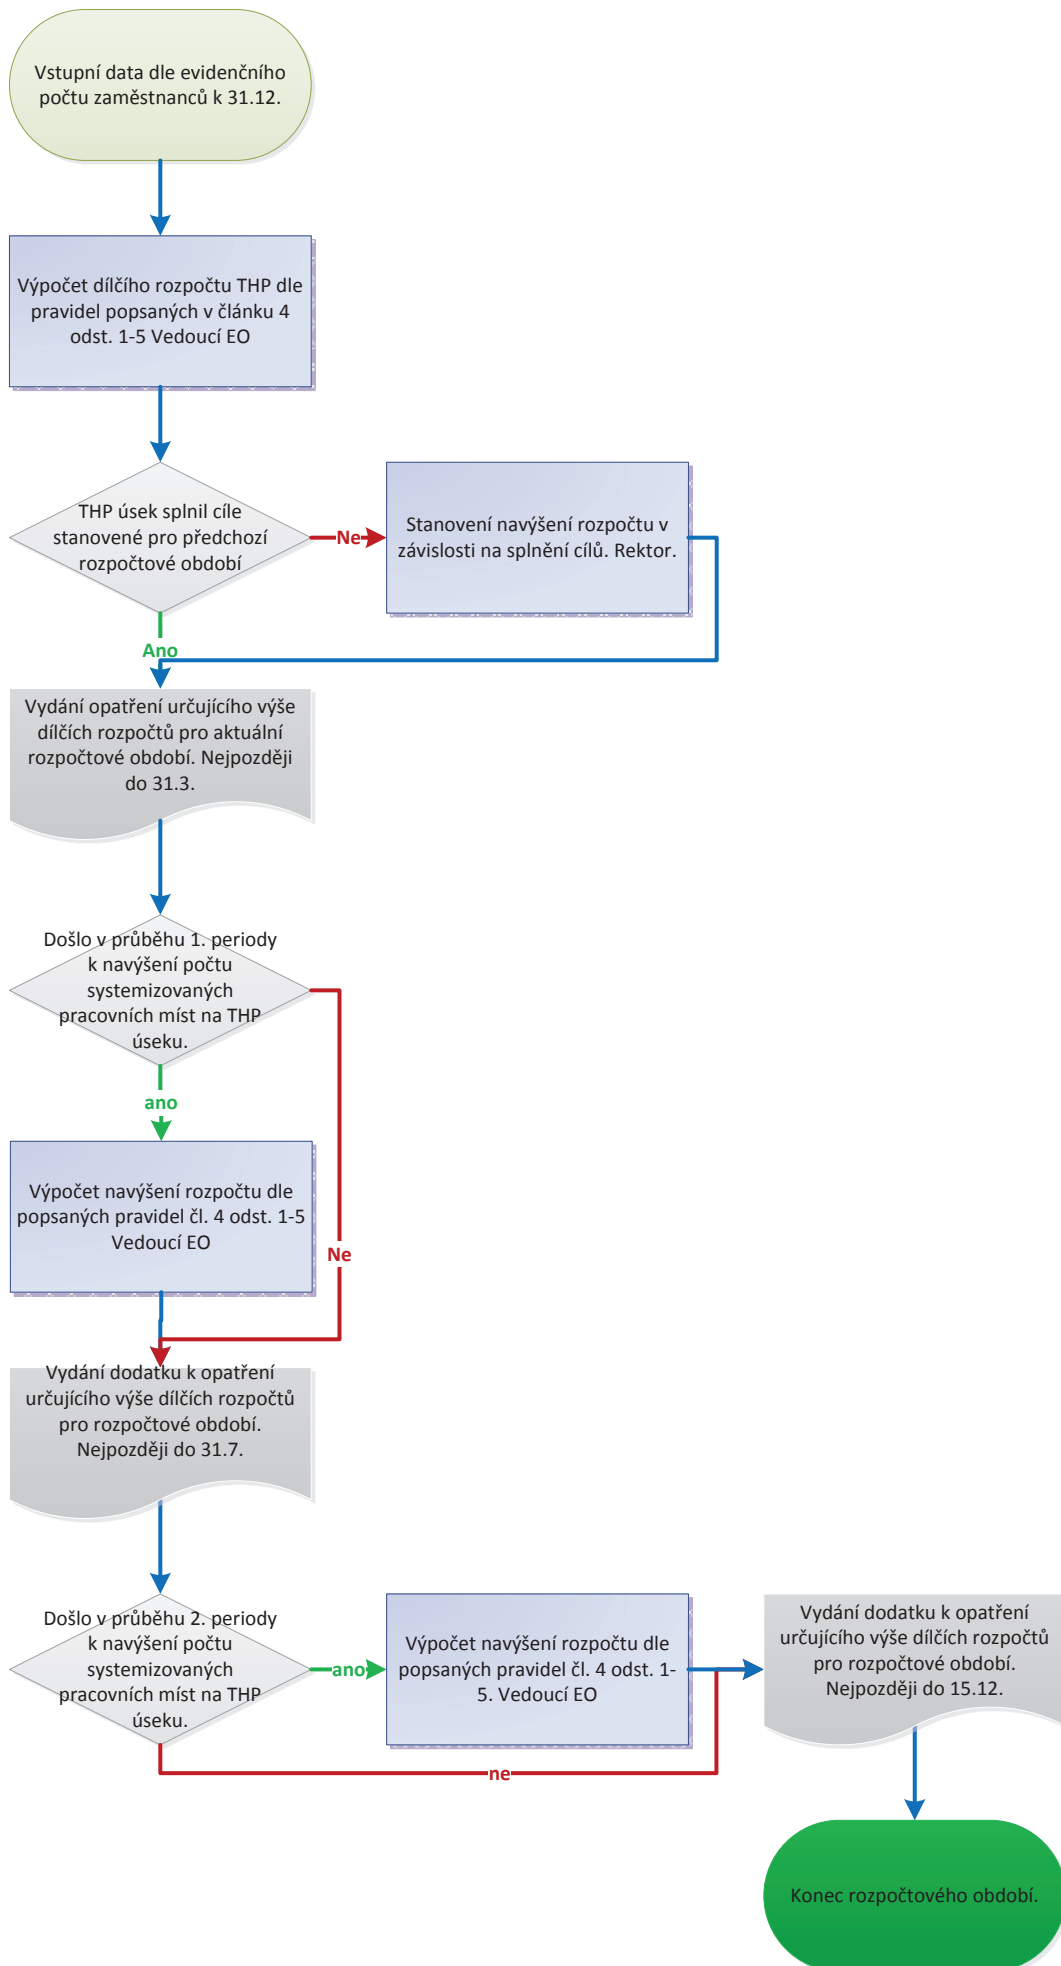 Vstupní data dle evidenčního
počtu zaměstnanců k 31.12.
Výpočet dílčího rozpočtu THP dle
pravidel popsaných v článku 4
odst. 1-5 Vedoucí EO
THP úsek splnil cíle
stanovené pro předchozí
rozpočtové období
Ne
Stanovení navýšení rozpočtu v
závislosti na splnění cílů. Rektor.
Ano
Vydání opatření určujícího výše
dílčích rozpočtů pro aktuální
rozpočtové období. Nejpozději
do 31.3.
Došlo v průběhu 1. periody
k navýšení počtu
systemizovaných
pracovních míst na THP
úseku.
ano
Výpočet navýšení rozpočtu dle
popsaných pravidel čl. 4 odst. 1-5
Vedoucí EO
Ne
Vydání dodatku k opatření
určujícího výše dílčích rozpočtů
pro rozpočtové období.
Nejpozději do 31.7.
Došlo v průběhu 2. periody
k navýšení počtu
systemizovaných
pracovních míst na THP
úseku.
ano
Výpočet navýšení rozpočtu dle
popsaných pravidel čl. 4 odst. 1-
5. Vedoucí EO
Vydání dodatku k opatření
určujícího výše dílčích rozpočtů
pro rozpočtové období.
Nejpozději do 15.12.
ne
Konec rozpočtového období.